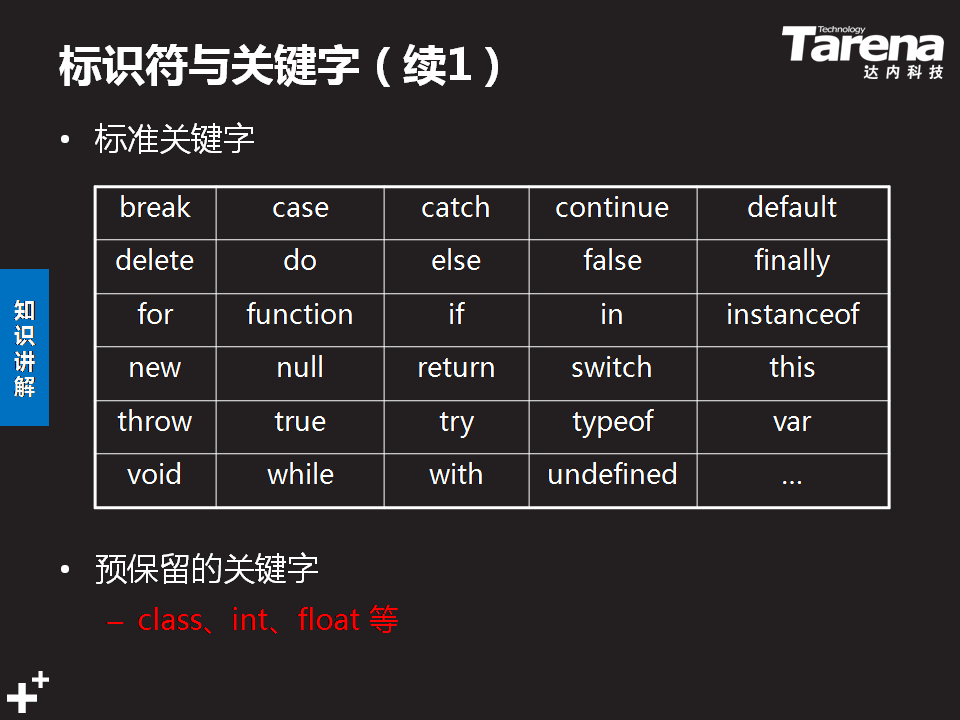 标识符与关键字（续1）
Technology
Tarena
达内科技
• 标准关键字
break case catch continue default
delete do else false finally
for function if in instanceof
new null return switch this
throw true try typeof var
void while with undefined ...
知识讲解
• 预保留的关键字
– class、int、float 等